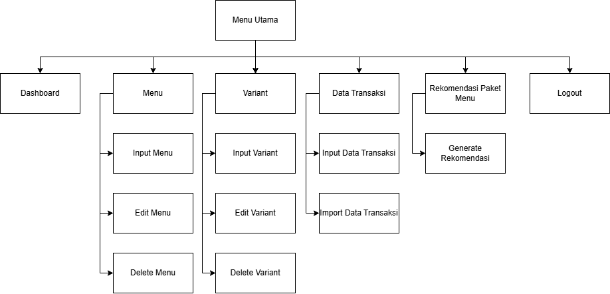 Menu Utama
Dashboard
Menu
Variant
Data Transaksi
Rekomendasi Paket
Menu
Logout
Input Menu
Input Variant
Input Data Transaksi
Generate
Rekomendasi
Edit Menu
Edit Variant
Import Data Transaksi
Delete Menu
Delete Variant